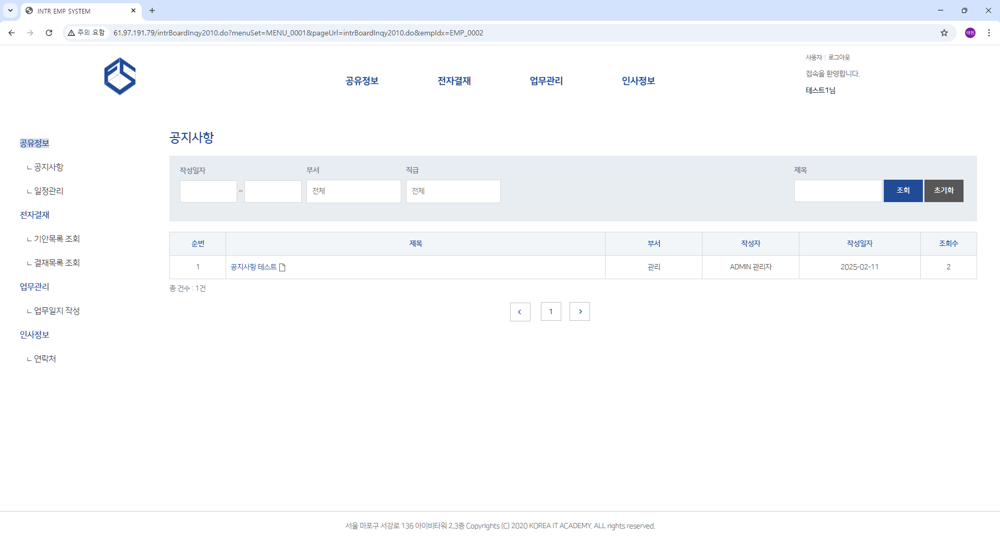 INTR EMP SYSTEM
주의 요함
61.97.191.79/intrBoardInqy2010.do?menuSet=MENU_0001&pageUrl=intrBoardInqy2010.do&empIdx=EMP_0002
태현
사용자 | 로그아웃
접속을 환영합니다.
테스트1님
공유정보 전자결재 업무관리 인사정보
공유정보
ㄴ 공지사항
ㄴ 일정관리
전자결재
ㄴ 기안목록 조회
ㄴ 결재목록 조회
업무관리
ㄴ 업무일지 작성
인사정보
ㄴ 연락처
공지사항
작성일자 부서 직급 제목
~ 전체 전체 조회 초기화
순번 제목 부서 작성자 작성일자 조회수
1 공지사항 테스트 관리 ADMIN 관리자 2025-02-11 2
총 건수 : 1건
‹ 1 ›
서울 마포구 서강로 136 아이비타워 2,3층 Copyrights (C) 2020 KOREA IT ACADEMY. ALL rights reserved.